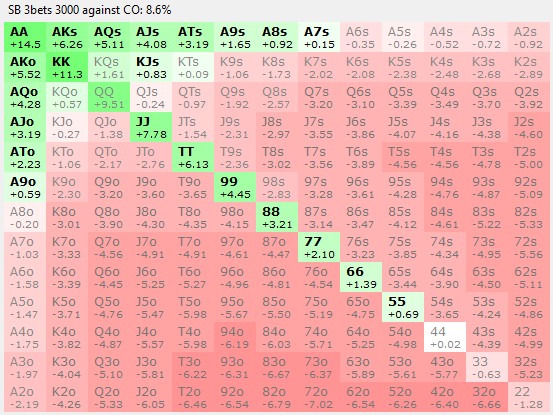 SB 3bets 3000 against CO: 8.6%
AA AKs AQs AJs ATs A9s A8s A7s A6s A5s A4s A3s A2s
+14.5 +6.26 +5.11 +4.08 +3.19 +1.65 +0.92 +0.15 -0.35 -0.26 -0.52 -0.72 -0.92
AKo KK KQs KJs KTs K9s K8s K7s K6s K5s K4s K3s K2s
+5.52 +11.3 +1.61 +0.83 +0.09 -1.06 -1.73 -2.02 -2.08 -2.38 -2.48 -2.68 -2.89
AQo KQo QQ QJs QTs Q9s Q8s Q7s Q6s Q5s Q4s Q3s Q2s
+4.28 +0.57 +9.51 -0.24 -0.97 -1.92 -2.57 -3.20 -3.10 -3.39 -3.49 -3.70 -3.92
AJo KJo QJo JJ JTs J9s J8s J7s J6s J5s J4s J3s J2s
+3.19 -0.27 -1.38 +7.78 -1.54 -2.31 -2.97 -3.55 -3.86 -4.07 -4.16 -4.38 -4.60
ATo KTo QTo JTo TT T9s T8s T7s T6s T5s T4s T3s T2s
+2.23 -1.06 -2.17 -2.76 +6.13 -2.36 -3.02 -3.56 -3.89 -4.56 -4.56 -4.78 -5.00
A9o K9o Q9o J9o T9o 99 98s 97s 96s 95s 94s 93s 92s
+0.59 -2.30 -3.20 -3.60 -3.65 +4.45 -2.83 -3.28 -3.61 -4.28 -4.76 -4.87 -5.09
A8o K8o Q8o J8o T8o 98o 88 87s 86s 85s 84s 83s 82s
-0.20 -3.01 -3.90 -4.30 -4.35 -4.15 +3.21 -3.14 -3.47 -4.12 -4.61 -5.22 -5.33
A7o K7o Q7o J7o T7o 97o 87o 77 76s 75s 74s 73s 72s
-1.03 -3.33 -4.56 -4.91 -4.91 -4.61 -4.47 +2.10 -3.23 -3.85 -4.34 -4.95 -5.56
A6o K6o Q6o J6o T6o 96o 86o 76o 66 65s 64s 63s 62s
-1.58 -3.39 -4.45 -5.25 -5.27 -4.96 -4.81 -4.54 +1.39 -3.44 -3.90 -4.50 -5.11
A5o K5o Q5o J5o T5o 95o 85o 75o 65o 55 54s 53s 52s
-1.47 -3.71 -4.76 -5.47 -5.98 -5.67 -5.50 -5.19 -4.75 +0.69 -3.65 -4.24 -4.86
A4o K4o Q4o J4o T4o 94o 84o 74o 64o 54o 44 43s 42s
-1.75 -3.82 -4.87 -5.57 -5.98 -6.19 -6.03 -5.71 -5.25 -4.98 +0.02 -4.39 -4.99
A3o K3o Q3o J3o T3o 93o 83o 73o 63o 53o 43o 33 32s
-1.97 -4.04 -5.10 -5.81 -6.22 -6.31 -6.67 -6.37 -5.89 -5.61 -5.77 -0.63 -5.23
A2o K2o Q2o J2o T2o 92o 82o 72o 62o 52o 42o 32o 22
-2.19 -4.26 -5.33 -6.05 -6.46 -6.54 -6.79 -7.02 -6.54 -6.26 -6.40 -6.66 -1.28